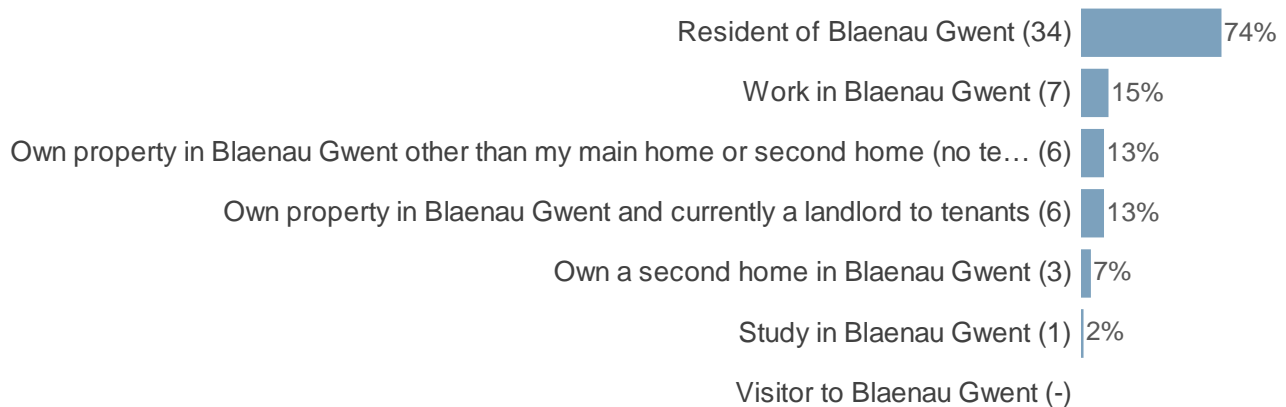 Resident of Blaenau Gwent (34) 74%
Work in Blaenau Gwent (7) 15%
Own property in Blaenau Gwent other than my main home or second home (no te… (6) 13%
Own property in Blaenau Gwent and currently a landlord to tenants (6) 13%
Own a second home in Blaenau Gwent (3) 7%
Study in Blaenau Gwent (1) 2%
Visitor to Blaenau Gwent (-)